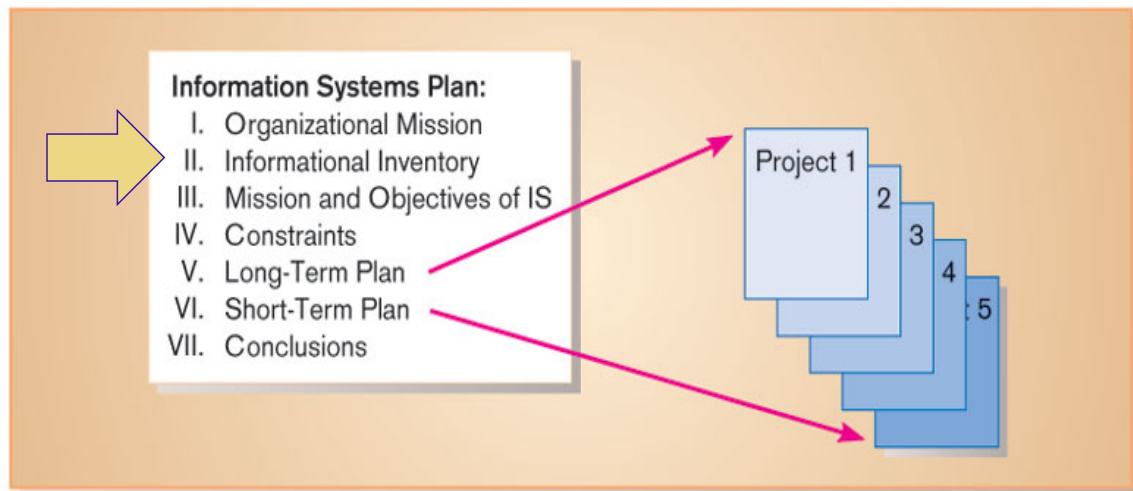 Information Systems Plan:
I. Organizational Mission
II. Informational Inventory
III. Mission and Objectives of IS
IV. Constraints
V. Long-Term Plan
VI. Short-Term Plan
VII. Conclusions
Project 1
2
3
4
t 5